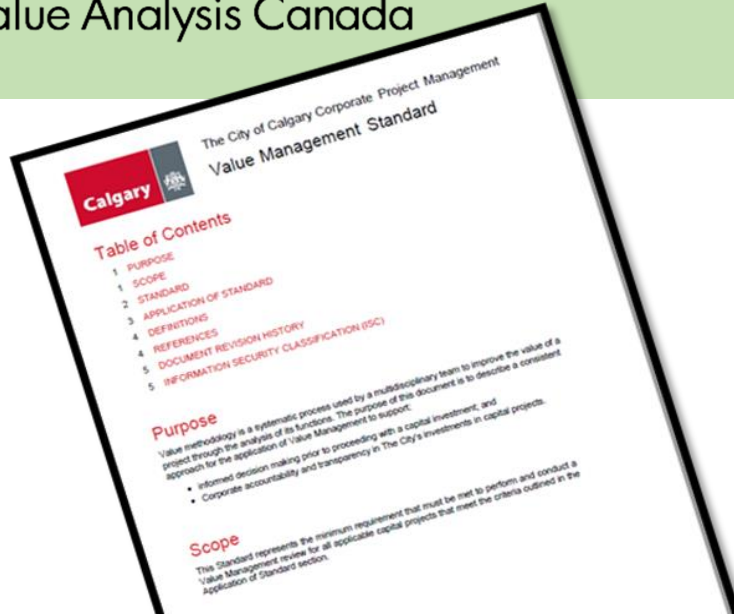 alue Analysis Canada
The City of Calgary Corporate Project Management
Value Management Standard
Calgary
Table of Contents
1 PURPOSE
1 SCOPE
2 STANDARD
3 APPLICATION OF STANDARD
4 DEFINITIONS
4 REFERENCES
5 DOCUMENT REVISION HISTORY
5 INFORMATION SECURITY CLASSIFICATION (ISC)
Purpose
Value methodology is a systematic process used by a multidisciplinary team to improve the value of a
project through the analysis of its functions. The purpose of this document is to describe a consistent
approach for the application of Value Management to support:
• Informed decision making prior to proceeding with a capital investment; and
• Corporate accountability and transparency in The City's investments in capital projects.
Scope
This Standard represents the minimum requirement that must be met to perform and conduct a
Value Management review for all applicable capital projects that meet the criteria outlined in the
Application of Standard section.